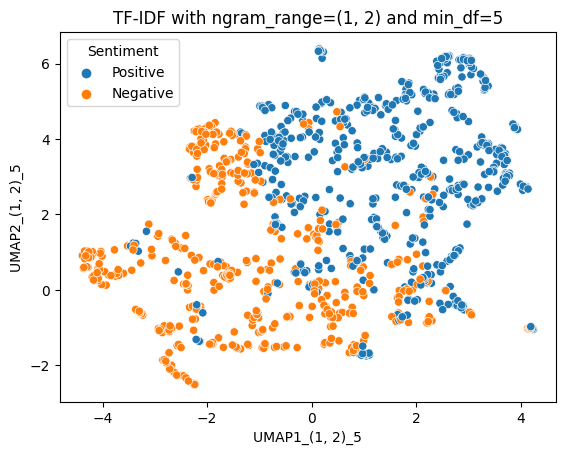 TF-IDF with ngram_range=(1, 2) and min_df=5
Sentiment
Positive
Negative
6
4
2
0
−2
UMAP2_(1, 2)_5
−4
−2
0
2
4
UMAP1_(1, 2)_5